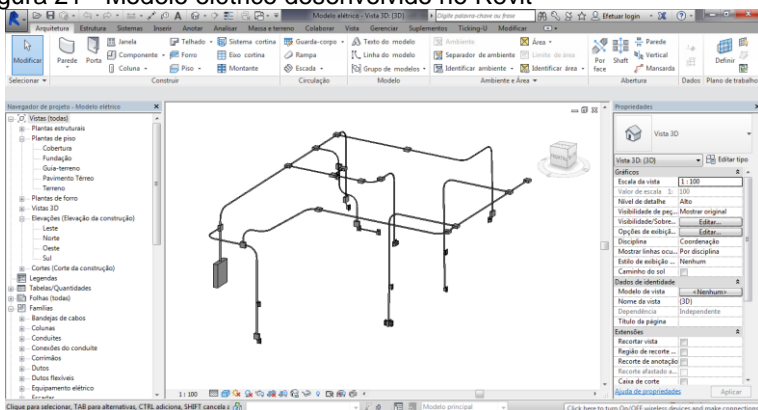 gura 21 - Modelo elétrico desenvolvido no Revit
Modelo elétrico - Vista 3D: {3D}
Digite palavra-chave ou frase
Efetuar login
Arquitetura Estrutura Sistemas Inserir Anotar Analisar Massa e terreno Colaborar Vista Gerenciar Suplementos Ticking-U Modificar
Modificar
Parede
Porta
Janela
Componente
Coluna
Telhado
Forro
Piso
Sistema cortina
Eixo cortina
Montante
Guarda-corpo
Rampa
Escada
Texto do modelo
Linha do modelo
Grupo de modelos
Ambiente
Separador de ambiente
Identificar ambiente
Área
Limite de área
Identificar área
Por face
Shaft
Parede
Vertical
Mansarda
Definir
Selecionar
Construir
Circulação
Modelo
Ambiente e Área
Abertura
Dados
Plano de trabalho
Navegador de projeto - Modelo elétrico
Vistas (todas)
Plantas estruturais
Plantas de piso
Cobertura
Fundação
Guia-terreno
Pavimento Térreo
Terreno
Plantas de forro
Vistas 3D
Elevações (Elevação da construção)
Leste
Norte
Oeste
Sul
Cortes (Corte da construção)
Legendas
Tabelas/Quantidades
Folhas (todas)
Famílias
Bandejas de cabos
Colunas
Conduites
Conexões do conduite
Corrimãos
Dutos
Dutos flexíveis
Equipamento elétrico
1 : 100
Propriedades
Vista 3D
Vista 3D: {3D}
Editar tipo
Gráficos
Escala da vista 1 : 100
Valor de escala 1: 100
Nível de detalhe Alto
Visibilidade de peç... Mostrar original
Visibilidade/Sobre... Editar...
Opções de exibiçã... Editar...
Disciplina Coordenação
Mostrar linhas ocu... Por disciplina
Estilo de exibição ... Nenhum
Caminho do sol
Dados de identidade
Modelo de vista <Nenhum>
Nome da vista {3D}
Dependência Independente
Título da página
Extensões
Recortar vista
Região de recorte ...
Recorte de anotação
Recorte afastado a...
Caixa de corte
Ajuda de propriedades
Aplicar
Clique para selecionar, TAB para alternativas, CTRL adiciona, SHIFT cancela a
Modelo principal
Click here to turn On/OFF wireless devices and make connections